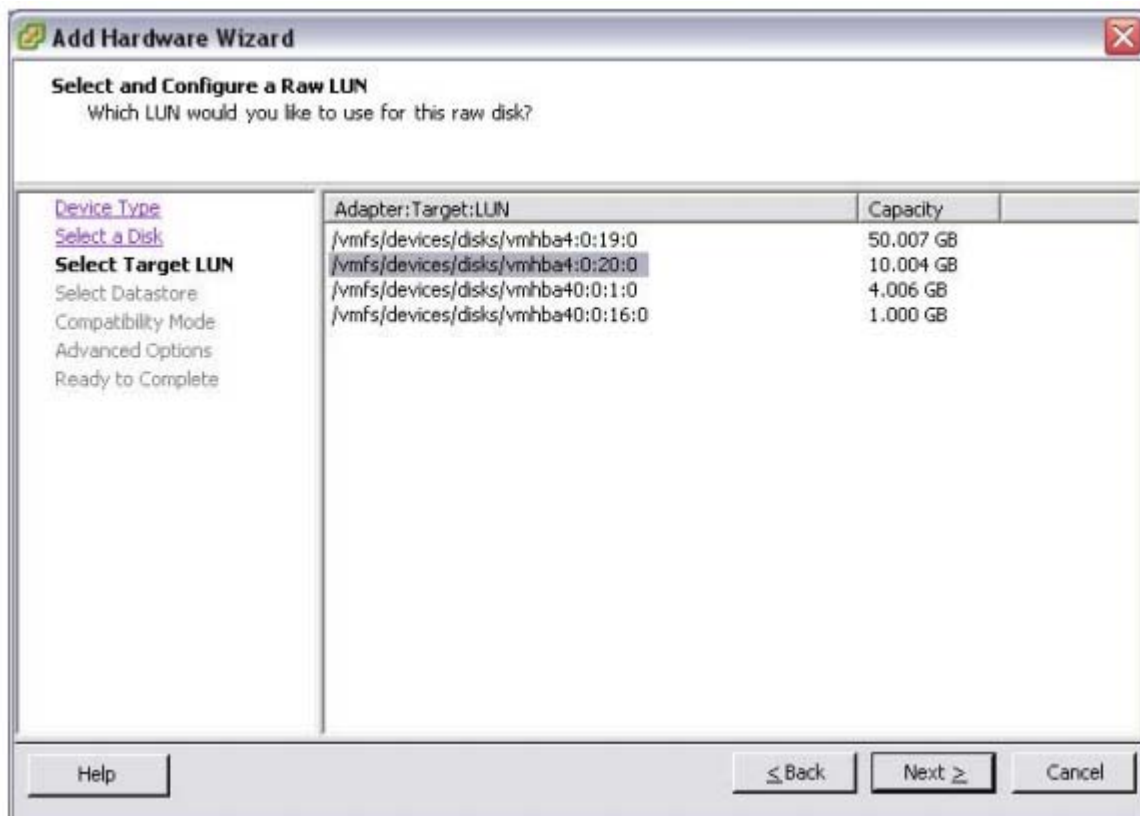 Add Hardware Wizard
Select and Configure a Raw LUN
Which LUN would you like to use for this raw disk?
Device Type
Select a Disk
Select Target LUN
Select Datastore
Compatibility Mode
Advanced Options
Ready to Complete
Adapter:Target:LUN Capacity
/vmfs/devices/disks/vmhba4:0:19:0 50.007 GB
/vmfs/devices/disks/vmhba4:0:20:0 10.004 GB
/vmfs/devices/disks/vmhba40:0:1:0 4.006 GB
/vmfs/devices/disks/vmhba40:0:16:0 1.000 GB
Help < Back Next > Cancel